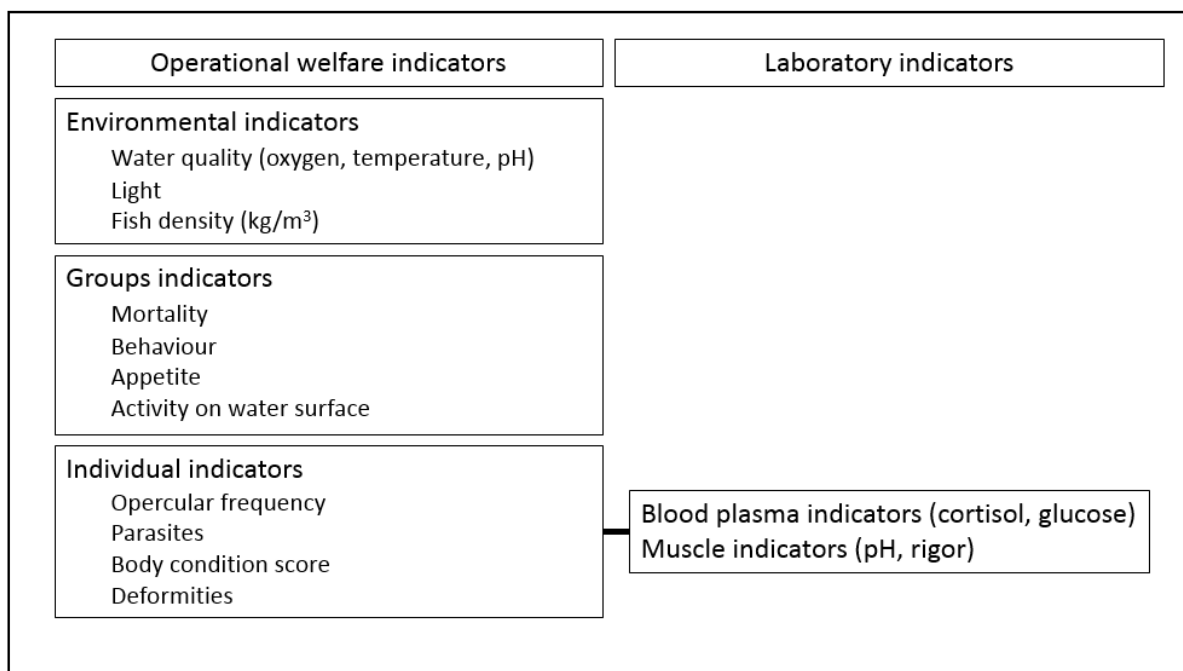 Operational welfare indicators
Laboratory indicators
Environmental indicators
Water quality (oxygen, temperature, pH)
Light
Fish density (kg/m³)
Groups indicators
Mortality
Behaviour
Appetite
Activity on water surface
Individual indicators
Opercular frequency
Parasites
Body condition score
Deformities
Blood plasma indicators (cortisol, glucose)
Muscle indicators (pH, rigor)